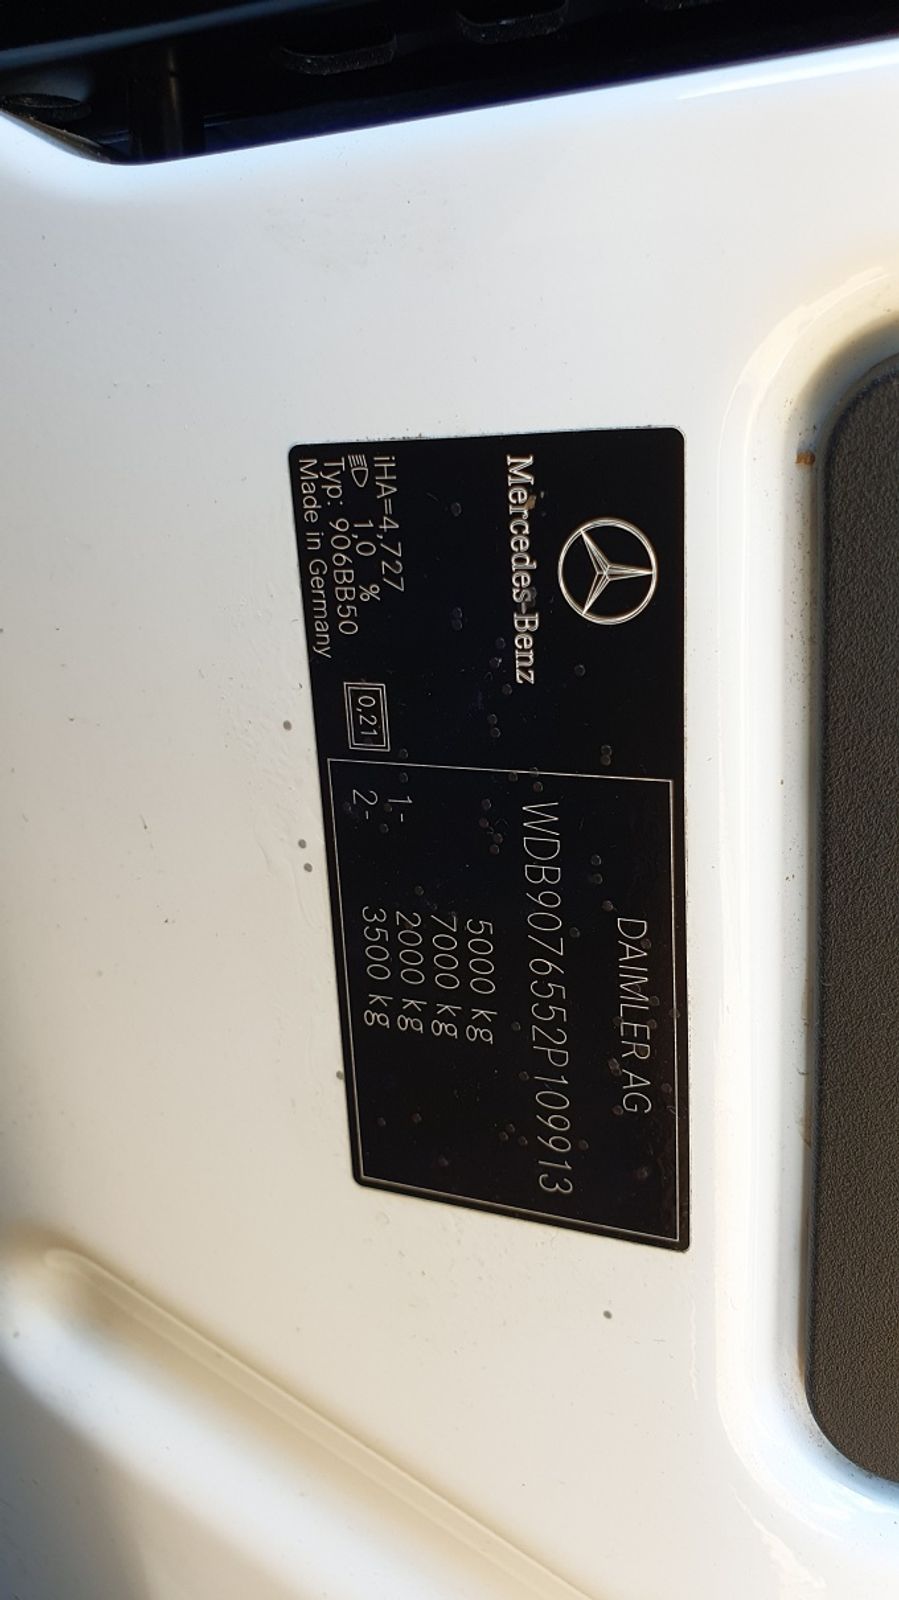 Mercedes-Benz
iHA=4,727
1,0 %
Typ: 906BB50
Made in Germany
0,21
DAIMLER AG
WDB9076552P109913
5000 kg
7000 kg
1- 2000 kg
2- 3500 kg